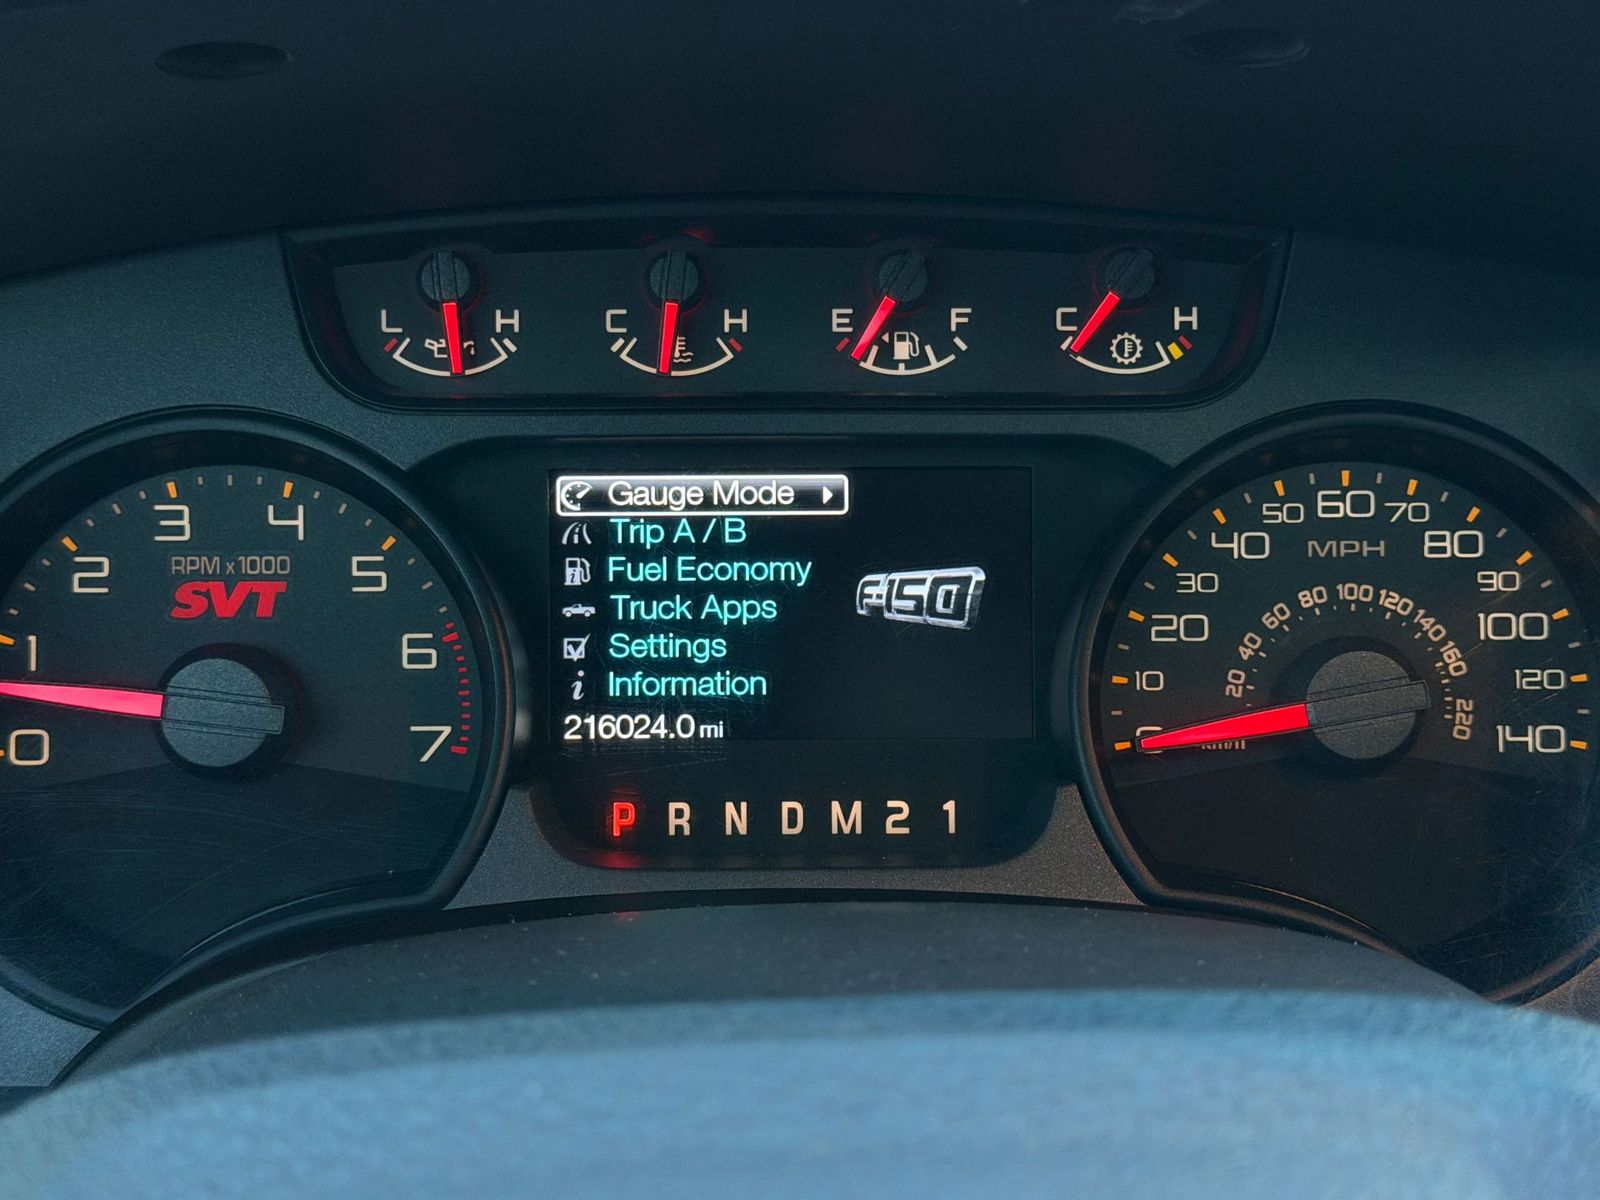 L H
C H
E F
C H
0 1 2 3 4 5 6 7
RPM x 1000
SVT
Gauge Mode
Trip A / B
Fuel Economy
Truck Apps
Settings
Information
216024.0 mi
F-150
P R N D M 2 1
0 10 20 30 40 50 60 70 80 90 100 120 140
MPH
20 40 60 80 100 120 140 160 220
km/h